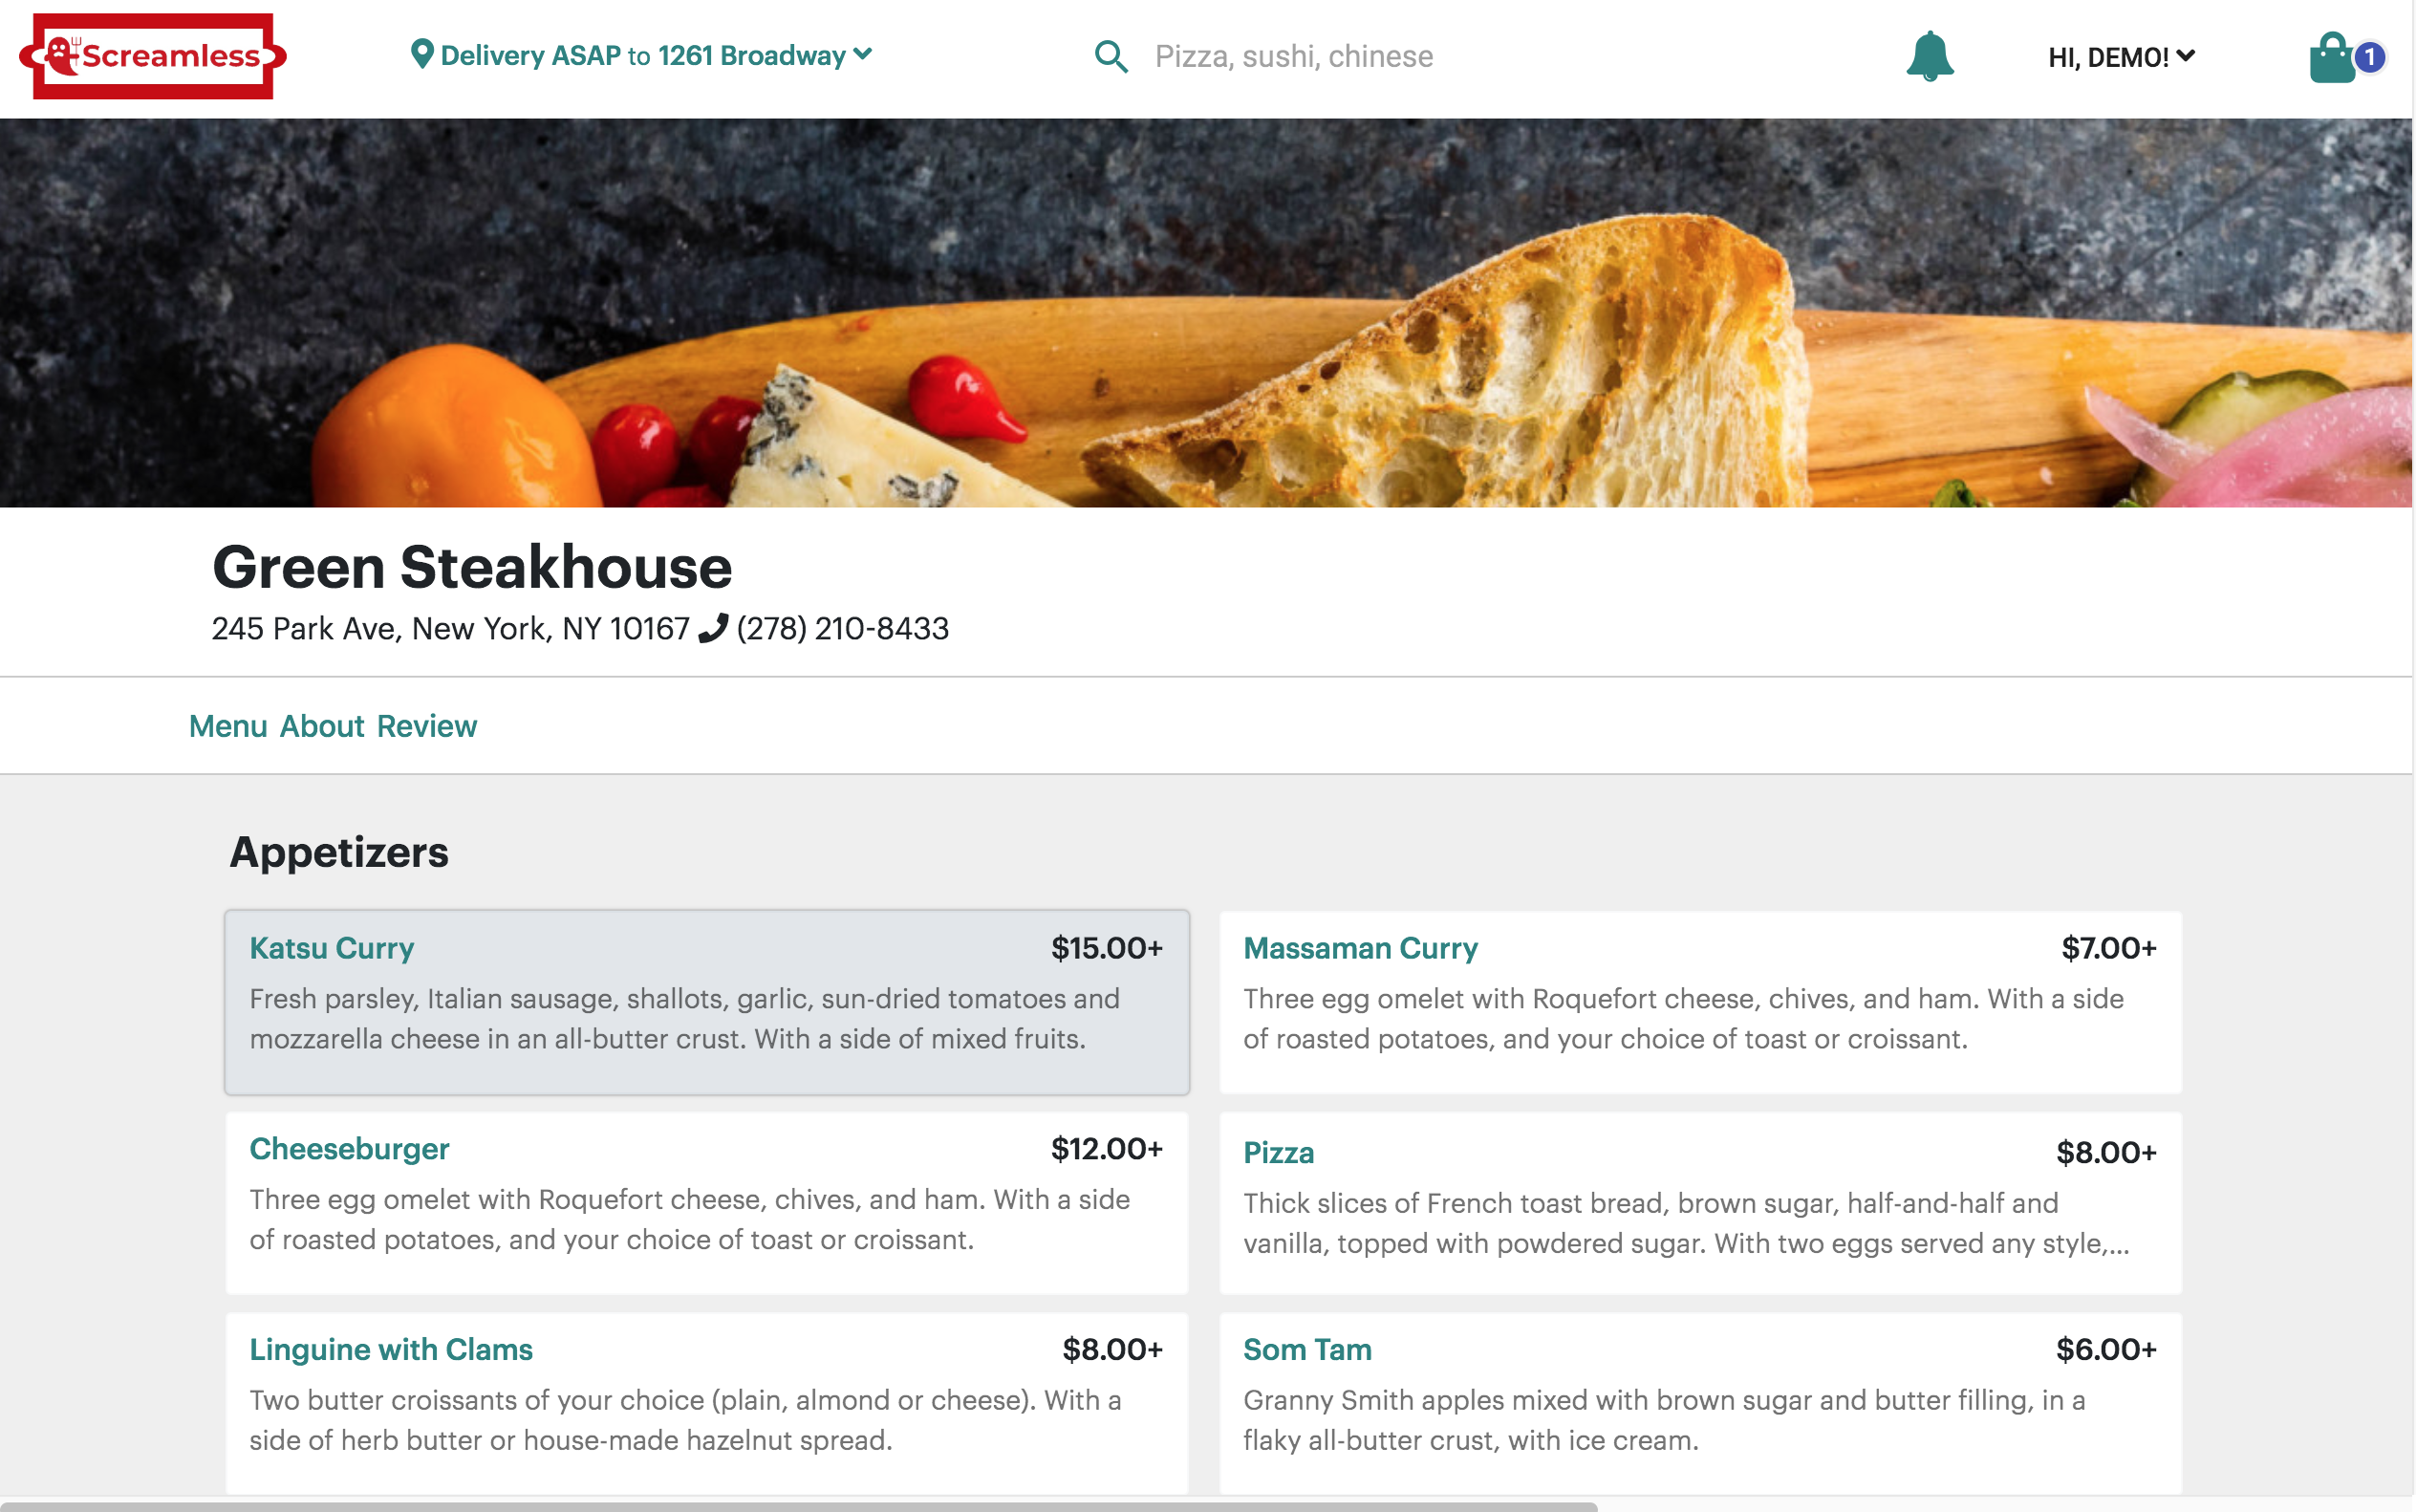 Screamless
Delivery ASAP to 1261 Broadway
Pizza, sushi, chinese
HI, DEMO!
1
Green Steakhouse
245 Park Ave, New York, NY 10167 (278) 210-8433
Menu About Review
Appetizers
Katsu Curry $15.00+
Fresh parsley, Italian sausage, shallots, garlic, sun-dried tomatoes and
mozzarella cheese in an all-butter crust. With a side of mixed fruits.
Massaman Curry $7.00+
Three egg omelet with Roquefort cheese, chives, and ham. With a side
of roasted potatoes, and your choice of toast or croissant.
Cheeseburger $12.00+
Three egg omelet with Roquefort cheese, chives, and ham. With a side
of roasted potatoes, and your choice of toast or croissant.
Pizza $8.00+
Thick slices of French toast bread, brown sugar, half-and-half and
vanilla, topped with powdered sugar. With two eggs served any style,...
Linguine with Clams $8.00+
Two butter croissants of your choice (plain, almond or cheese). With a
side of herb butter or house-made hazelnut spread.
Som Tam $6.00+
Granny Smith apples mixed with brown sugar and butter filling, in a
flaky all-butter crust, with ice cream.